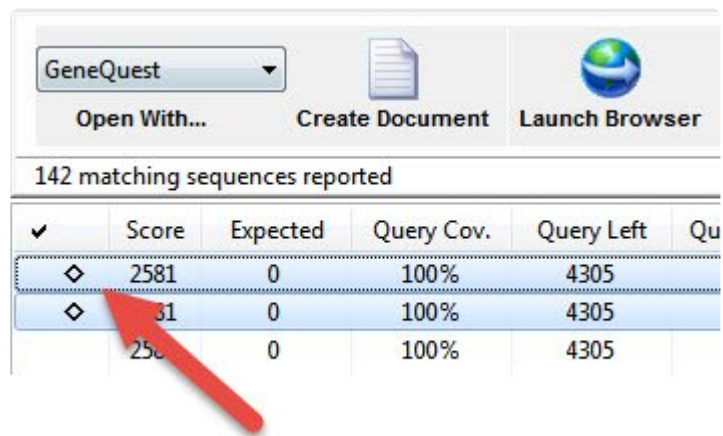 GeneQuest
Open With... Create Document Launch Browser
142 matching sequences reported
✓ Score Expected Query Cov. Query Left
◇ 2581 0 100% 4305
◇ 0 100% 4305
0 100% 4305